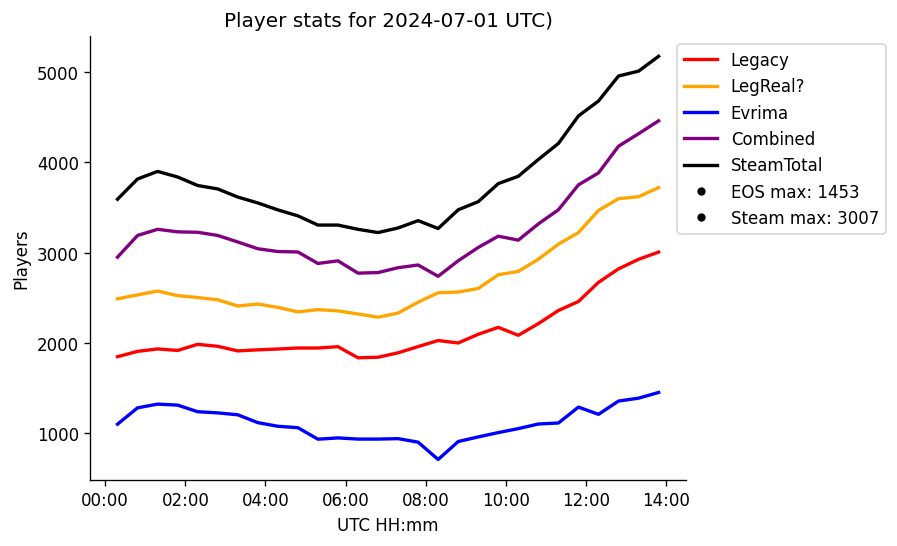 Player stats for 2024-07-01 UTC)
Players
5000
4000
3000
2000
1000
00:00 02:00 04:00 06:00 08:00 10:00 12:00 14:00
UTC HH:mm
Legacy
LegReal?
Evrima
Combined
SteamTotal
EOS max: 1453
Steam max: 3007